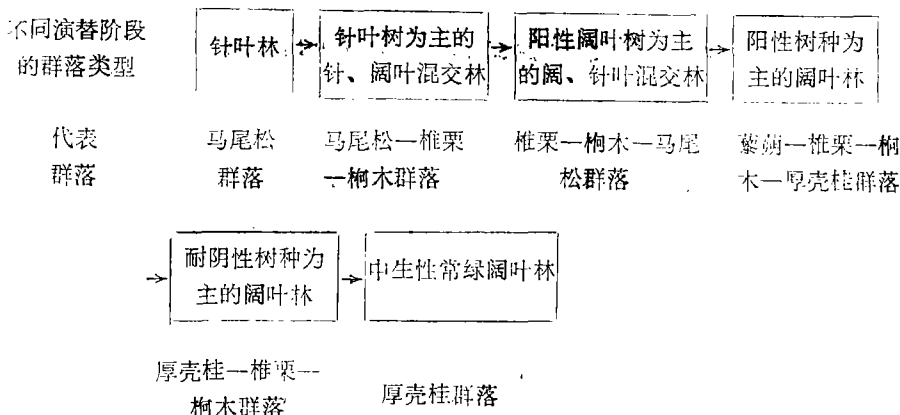 不同演替阶段
的群落类型
针叶林
针叶树为主的
针、阔叶混交林
阳性阔叶树为主
的阔、针叶混交林
阳性树种为
主的阔叶林
代表
群落
马尾松
群落
马尾松—椎栗
—椆木群落
椎栗—椆木—马尾
松群落
藜蒴—椎栗—椆
木—厚壳桂群落
耐阴性树种为
主的阔叶林
中生性常绿阔叶林
厚壳桂—椎栗—
椆木群落
厚壳桂群落